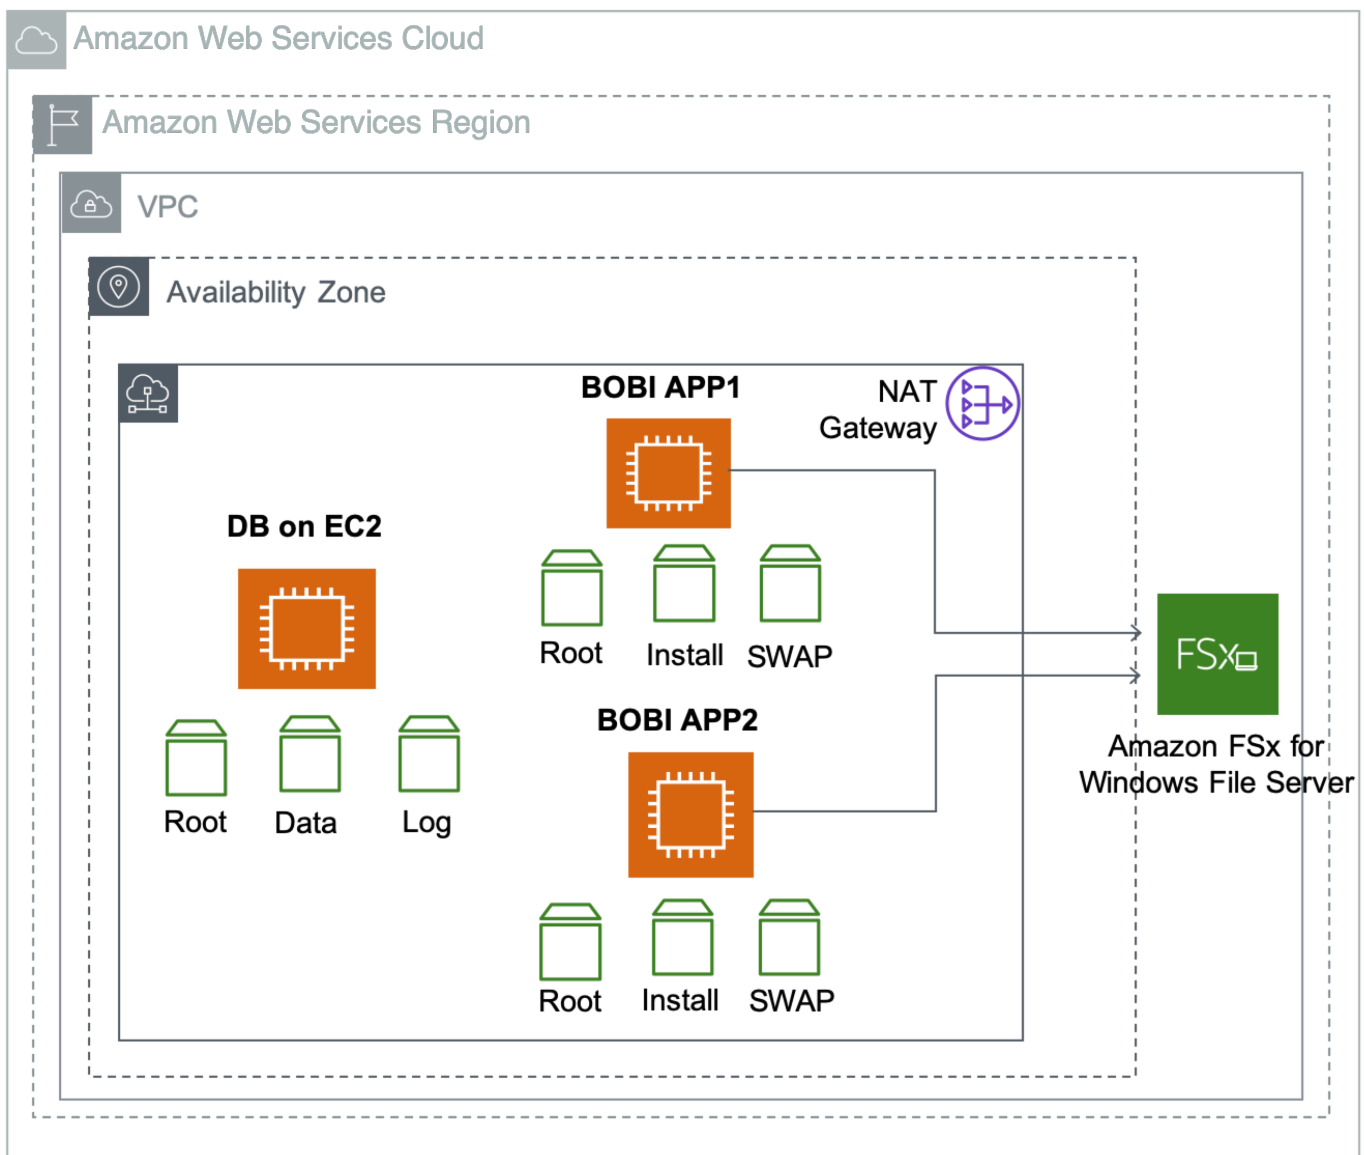 Amazon Web Services Cloud
Amazon Web Services Region
VPC
Availability Zone
BOBI APP1
NAT
Gateway
DB on EC2
Root
Install
SWAP
FSx
BOBI APP2
Amazon FSx for
Windows File Server
Root
Data
Log
Root
Install
SWAP